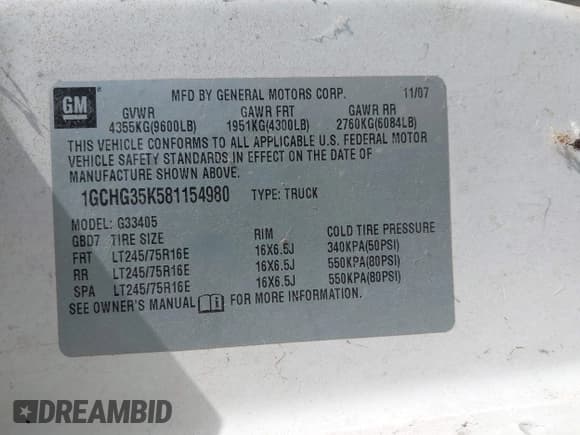 GM
MFD BY GENERAL MOTORS CORP. 11/07
GVWR GAWR FRT GAWR RR
4355KG(9600LB) 1951KG(4300LB) 2760KG(6084LB)
THIS VEHICLE CONFORMS TO ALL APPLICABLE U.S. FEDERAL MOTOR
VEHICLE SAFETY STANDARDS IN EFFECT ON THE DATE OF
MANUFACTURE SHOWN ABOVE.
1GCHG35K581154980 TYPE: TRUCK
MODEL: G33405
GBD7 TIRE SIZE RIM COLD TIRE PRESSURE
FRT LT245/75R16E 16X6.5J 340KPA(50PSI)
RR LT245/75R16E 16X6.5J 550KPA(80PSI)
SPA LT245/75R16E 16X6.5J 550KPA(80PSI)
SEE OWNER'S MANUAL FOR MORE INFORMATION.
DREAMBID